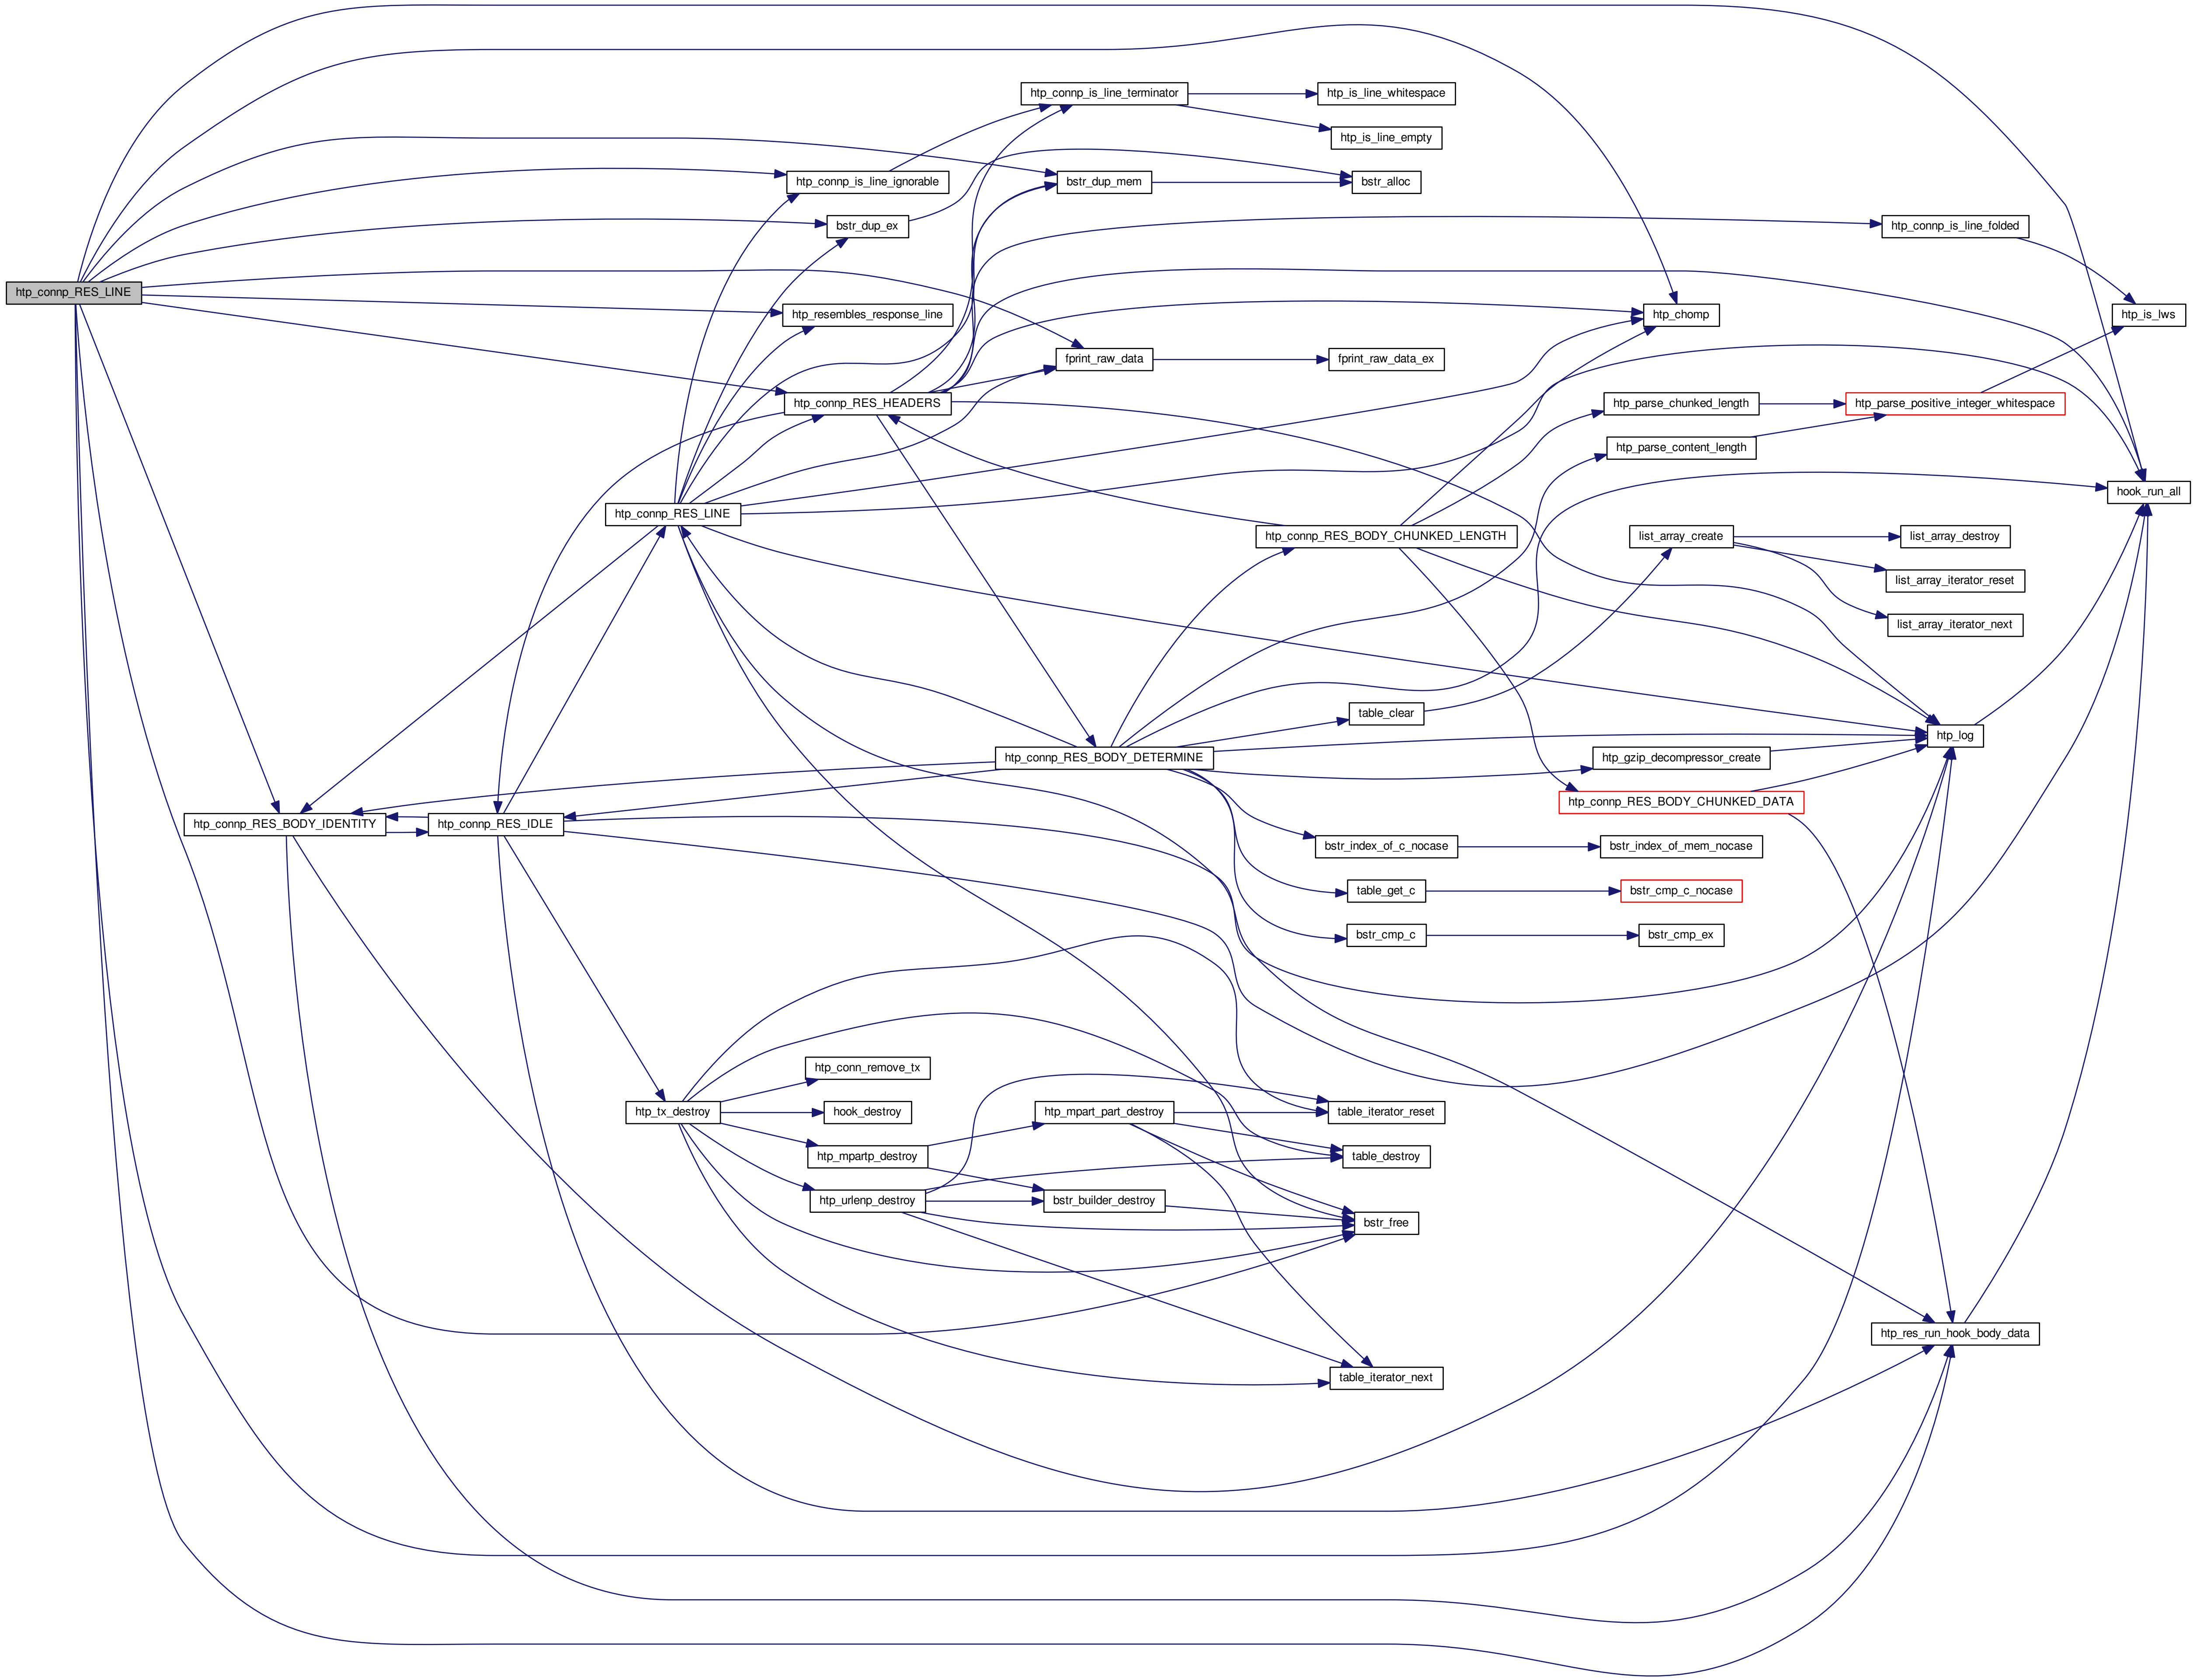 htp_connp_is_line_terminator
htp_is_line_whitespace
htp_is_line_empty
htp_connp_is_line_ignorable
bstr_dup_mem
bstr_alloc
bstr_dup_ex
htp_connp_is_line_folded
htp_connp_RES_LINE
htp_resembles_response_line
htp_chomp
htp_is_lws
fprint_raw_data
fprint_raw_data_ex
htp_connp_RES_HEADERS
htp_parse_chunked_length
htp_parse_positive_integer_whitespace
htp_parse_content_length
hook_run_all
htp_connp_RES_LINE
htp_connp_RES_BODY_CHUNKED_LENGTH
list_array_create
list_array_destroy
list_array_iterator_reset
list_array_iterator_next
table_clear
htp_log
htp_connp_RES_BODY_DETERMINE
htp_gzip_decompressor_create
htp_connp_RES_BODY_CHUNKED_DATA
htp_connp_RES_BODY_IDENTITY
htp_connp_RES_IDLE
bstr_index_of_c_nocase
bstr_index_of_mem_nocase
table_get_c
bstr_cmp_c_nocase
bstr_cmp_c
bstr_cmp_ex
htp_conn_remove_tx
htp_tx_destroy
hook_destroy
htp_mpart_part_destroy
table_iterator_reset
htp_mpartp_destroy
table_destroy
htp_urlenp_destroy
bstr_builder_destroy
bstr_free
htp_res_run_hook_body_data
table_iterator_next